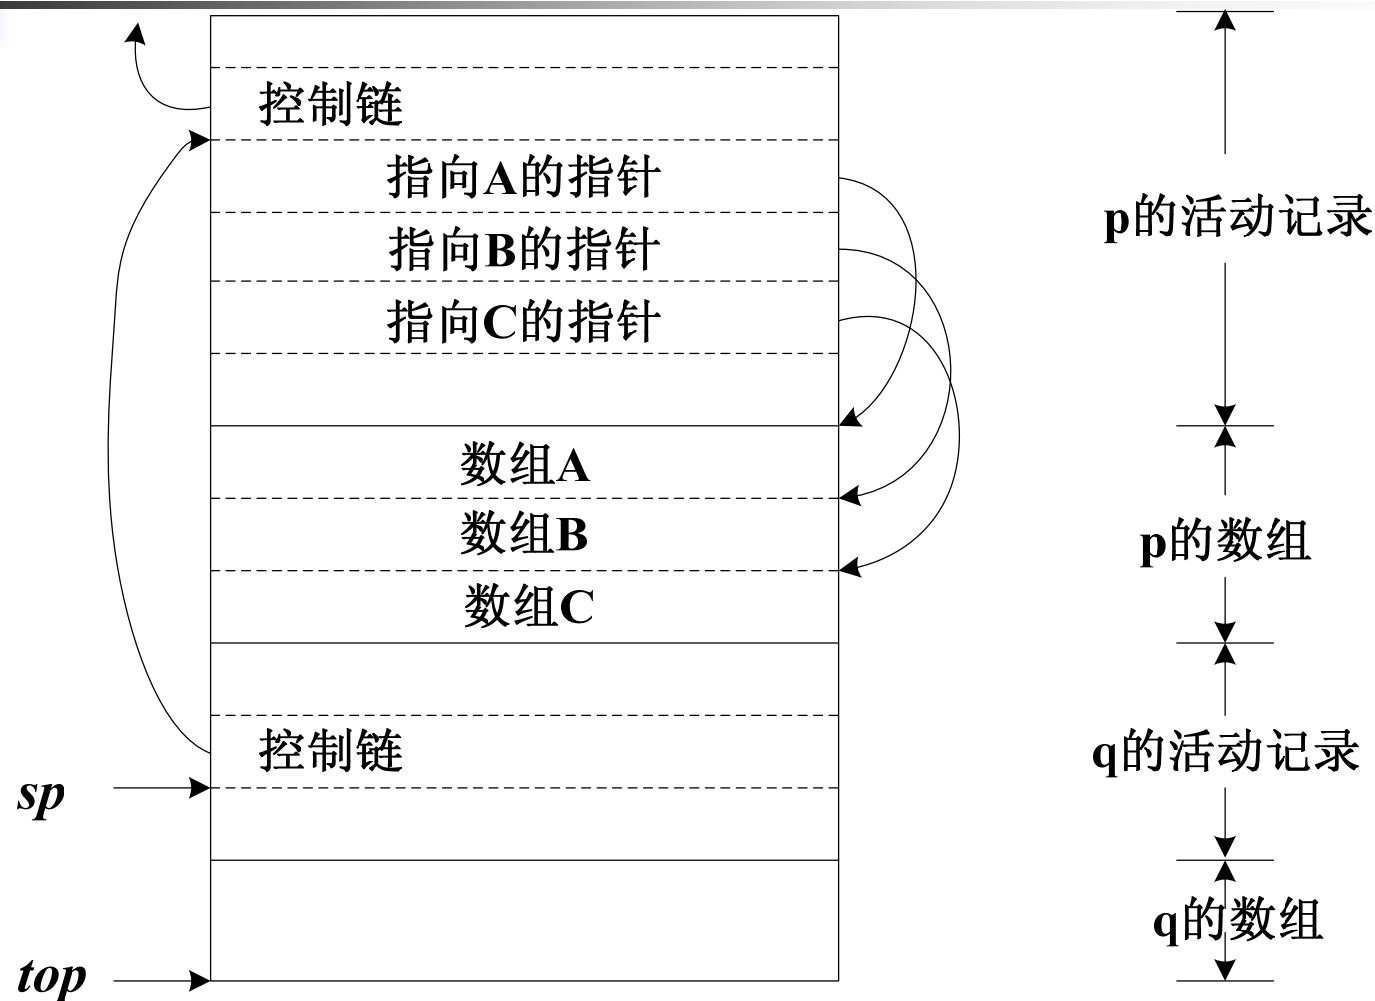 控制链
指向A的指针
指向B的指针
指向C的指针
数组A
数组B
数组C
控制链
sp
top
p的活动记录
p的数组
q的活动记录
q的数组